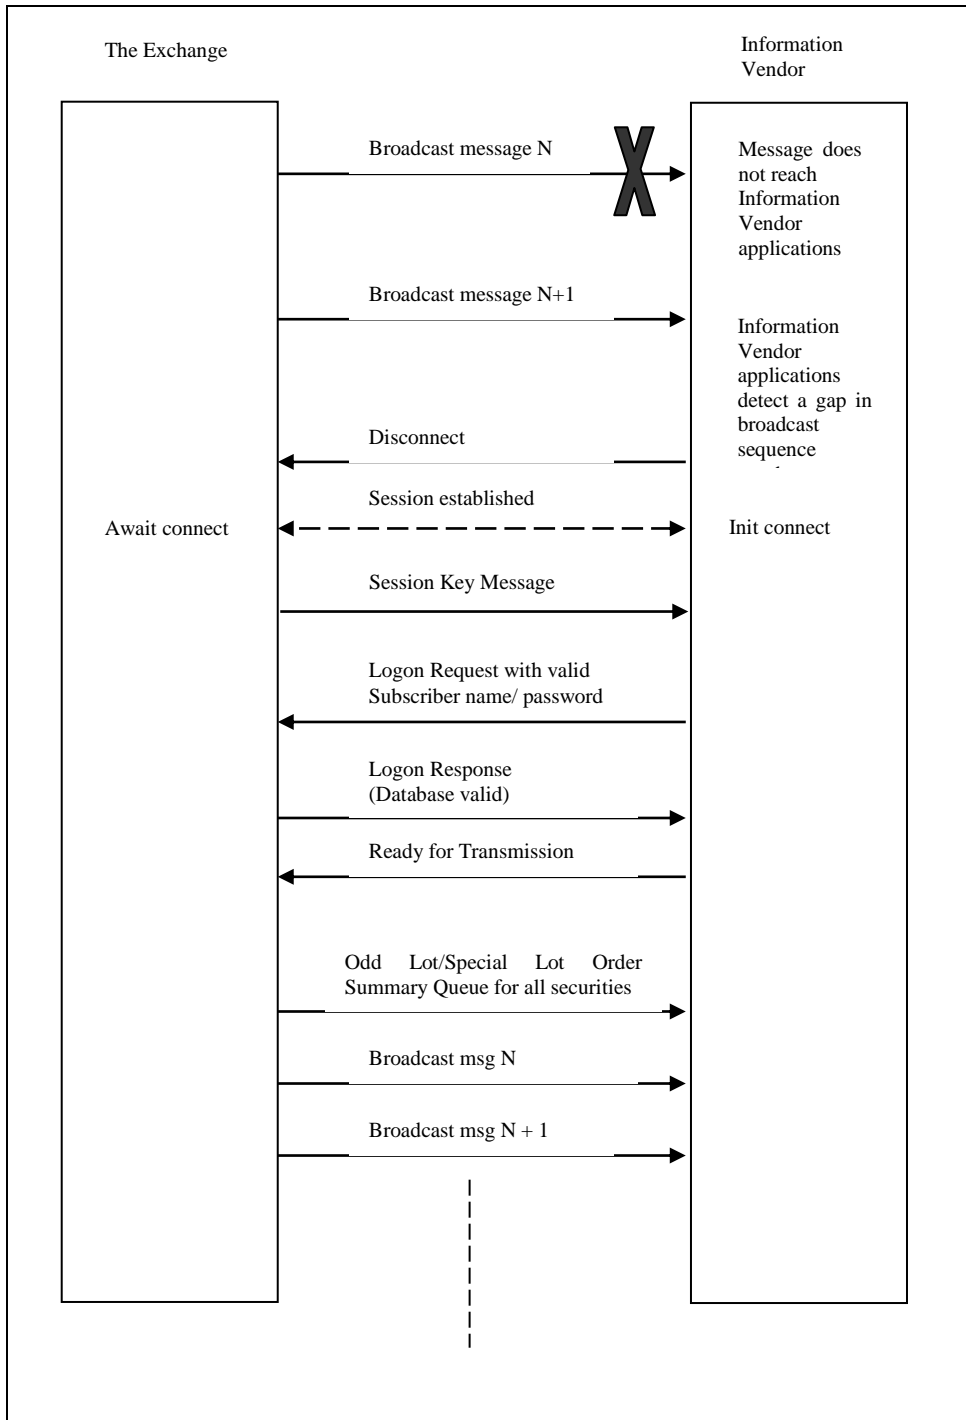 The Exchange
Information
Vendor
Broadcast message N
Message does
not reach
Information
Vendor
applications
Broadcast message N+1
Information
Vendor
applications
detect a gap in
broadcast
sequence
Disconnect
Session established
Await connect
Init connect
Session Key Message
Logon Request with valid
Subscriber name/ password
Logon Response
(Database valid)
Ready for Transmission
Odd Lot/Special Lot Order
Summary Queue for all securities
Broadcast msg N
Broadcast msg N + 1